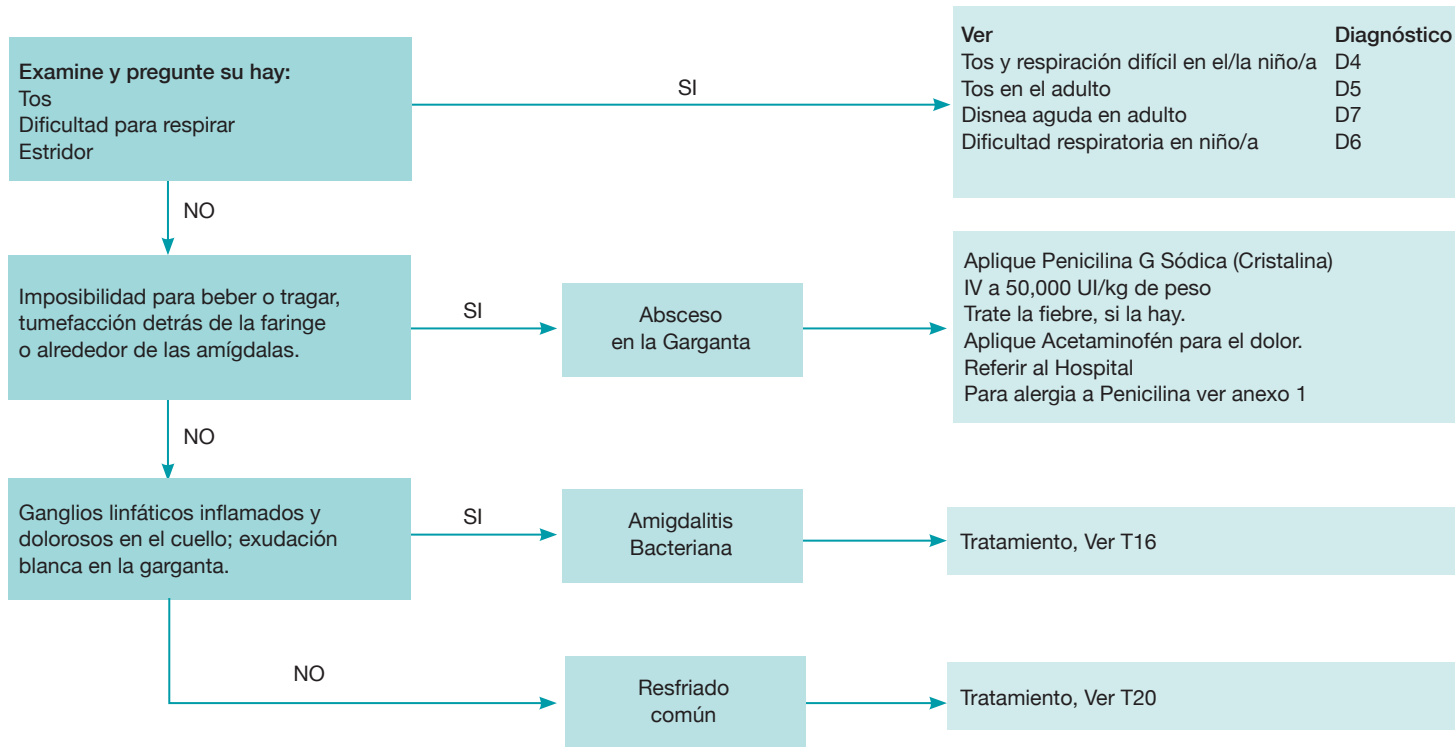 Examine y pregunte su hay:
Tos
Dificultad para respirar
Estridor
SI
Ver Diagnóstico
Tos y respiración difícil en el/la niño/a D4
Tos en el adulto D5
Disnea aguda en adulto D7
Dificultad respiratoria en niño/a D6
NO
Imposibilidad para beber o tragar,
tumefacción detrás de la faringe
o alrededor de las amígdalas.
SI
Absceso
en la Garganta
Aplique Penicilina G Sódica (Cristalina)
IV a 50,000 UI/kg de peso
Trate la fiebre, si la hay.
Aplique Acetaminofén para el dolor.
Referir al Hospital
Para alergia a Penicilina ver anexo 1
NO
Ganglios linfáticos inflamados y
dolorosos en el cuello; exudación
blanca en la garganta.
SI
Amigdalitis
Bacteriana
Tratamiento, Ver T16
NO
Resfriado
común
Tratamiento, Ver T20